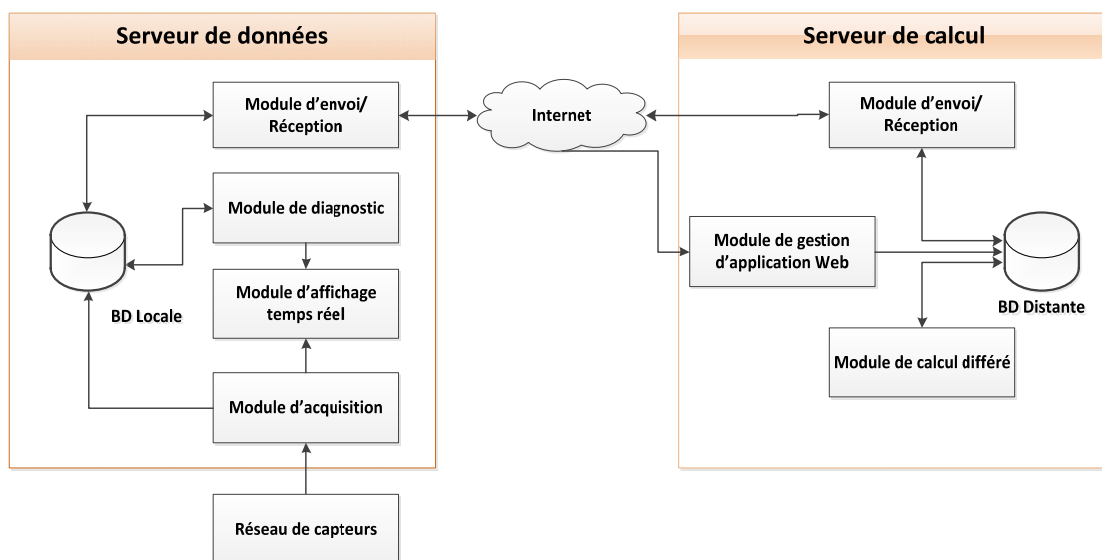 Serveur de données
Module d'envoi/
Réception
Module de diagnostic
Module d'affichage
temps réel
BD Locale
Module d'acquisition
Réseau de capteurs
Internet
Serveur de calcul
Module d'envoi/
Réception
Module de gestion
d'application Web
BD Distante
Module de calcul différé